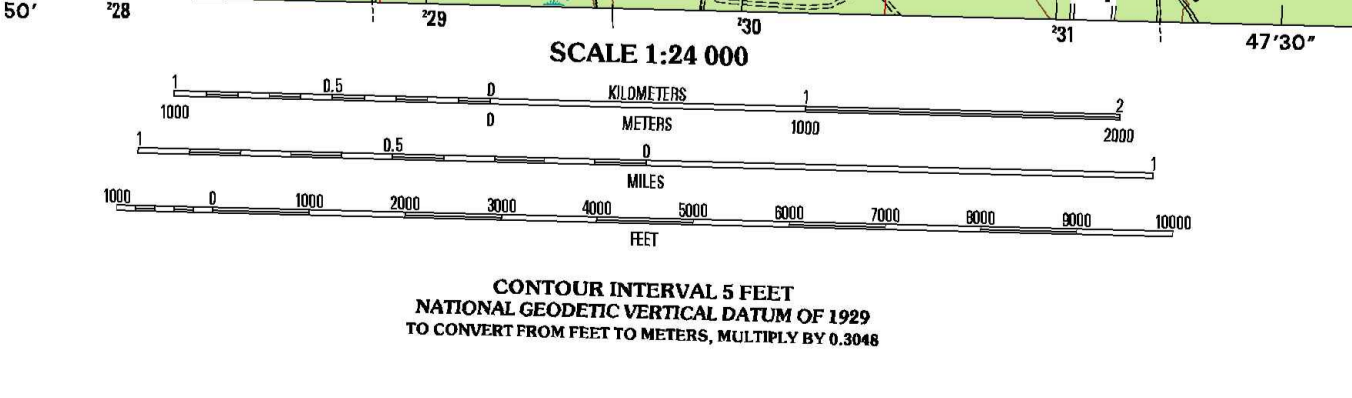 50' ²28 ²29 ²30 ²31 47'30"
SCALE 1:24 000
1 0.5 0 KILOMETERS 1 2
1000 0 METERS 1000 2000
1 0.5 0 1
MILES
1000 0 1000 2000 3000 4000 5000 6000 7000 8000 9000 10000
FEET
CONTOUR INTERVAL 5 FEET
NATIONAL GEODETIC VERTICAL DATUM OF 1929
TO CONVERT FROM FEET TO METERS, MULTIPLY BY 0.3048